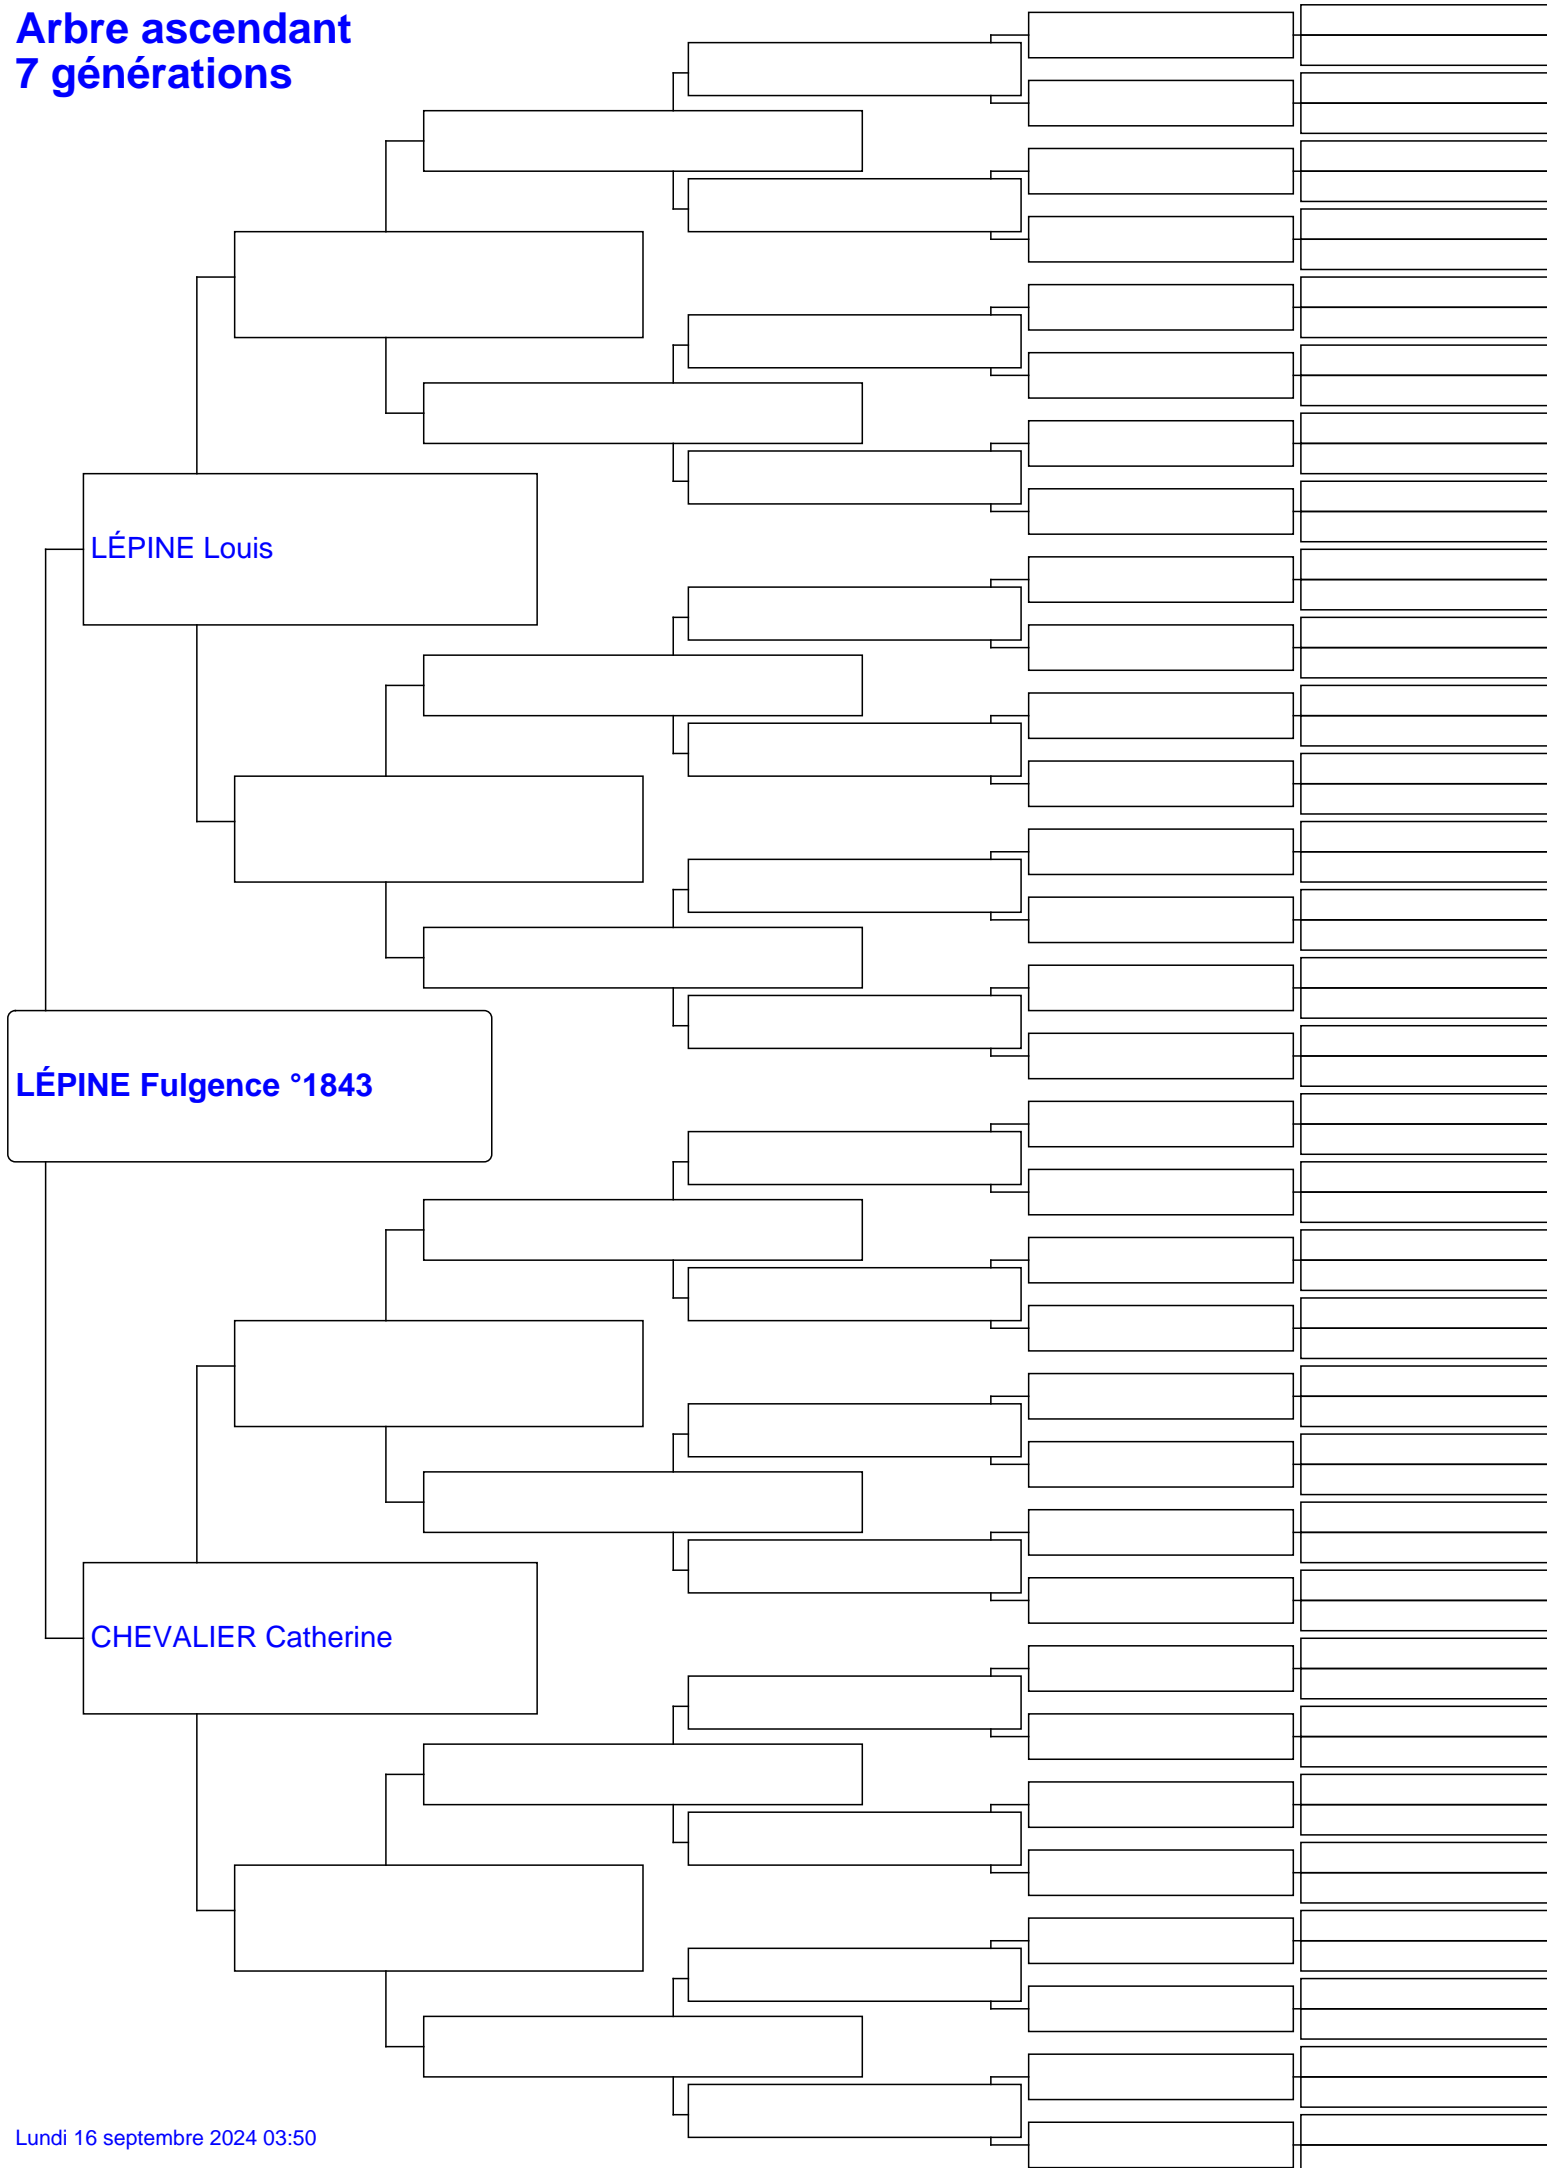 Arbre ascendant
7 générations
LÉPINE Louis
LÉPINE Fulgence °1843
CHEVALIER Catherine
Lundi 16 septembre 2024 03:50